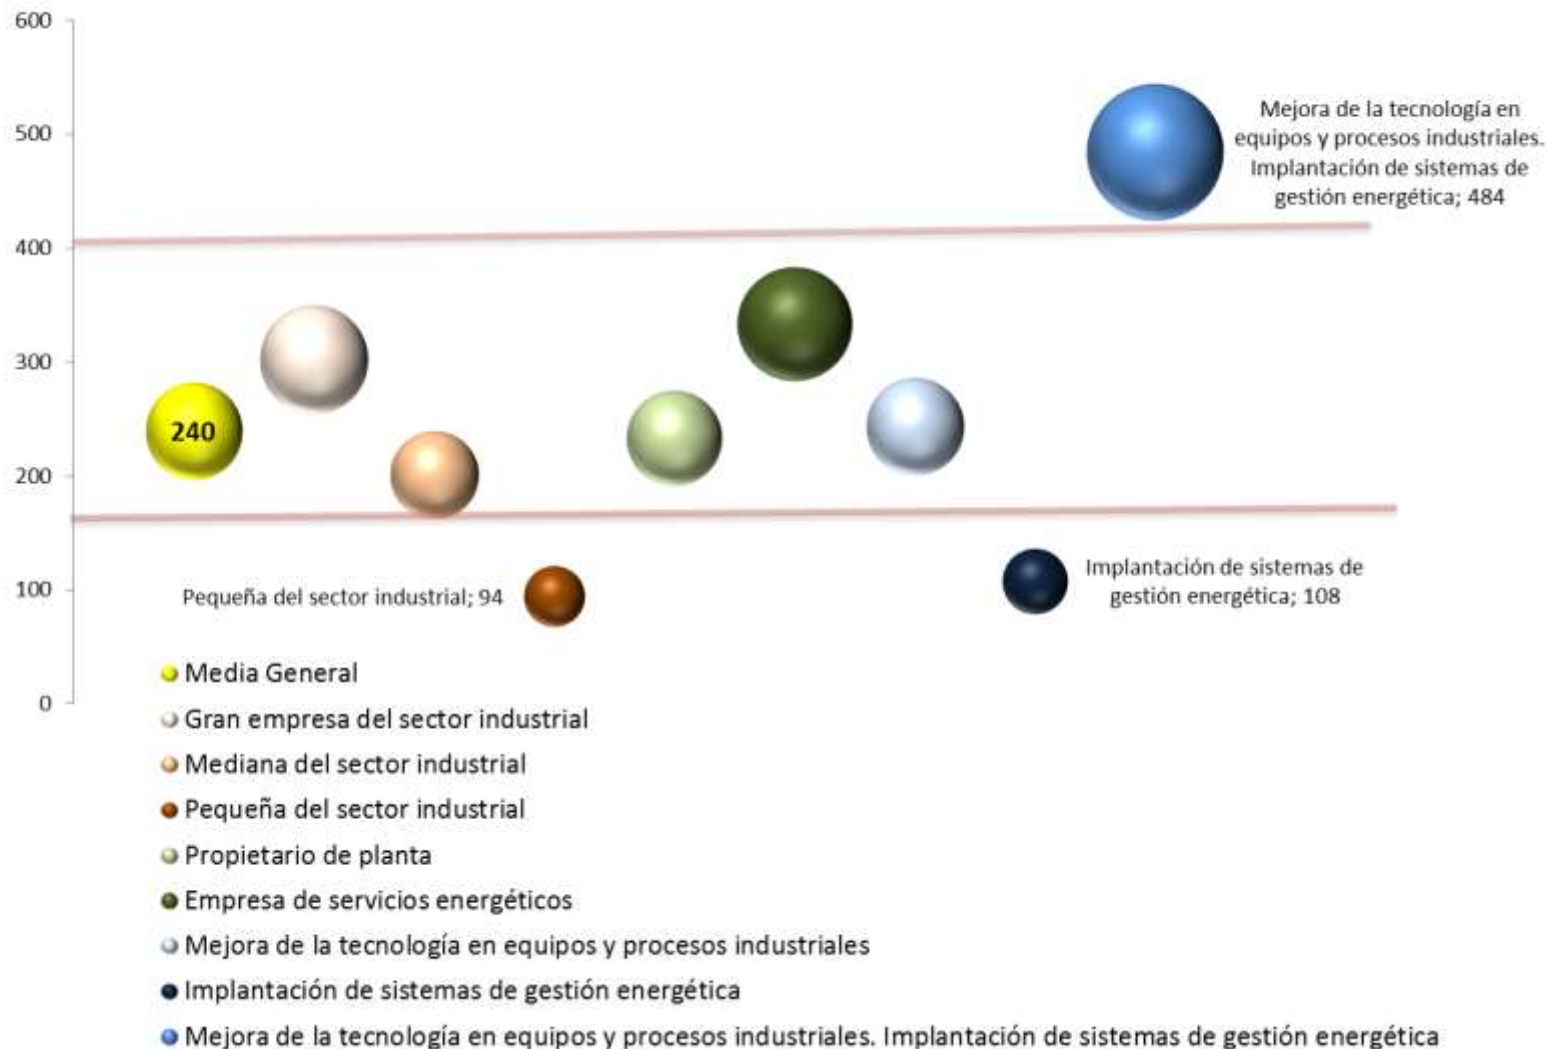 600
500
400
300
200
100
0
Mejora de la tecnología en
equipos y procesos industriales.
Implantación de sistemas de
gestión energética; 484
240
Pequeña del sector industrial; 94
Implantación de sistemas de
gestión energética; 108
Media General
Gran empresa del sector industrial
Mediana del sector industrial
Pequeña del sector industrial
Propietario de planta
Empresa de servicios energéticos
Mejora de la tecnología en equipos y procesos industriales
Implantación de sistemas de gestión energética
Mejora de la tecnología en equipos y procesos industriales. Implantación de sistemas de gestión energética